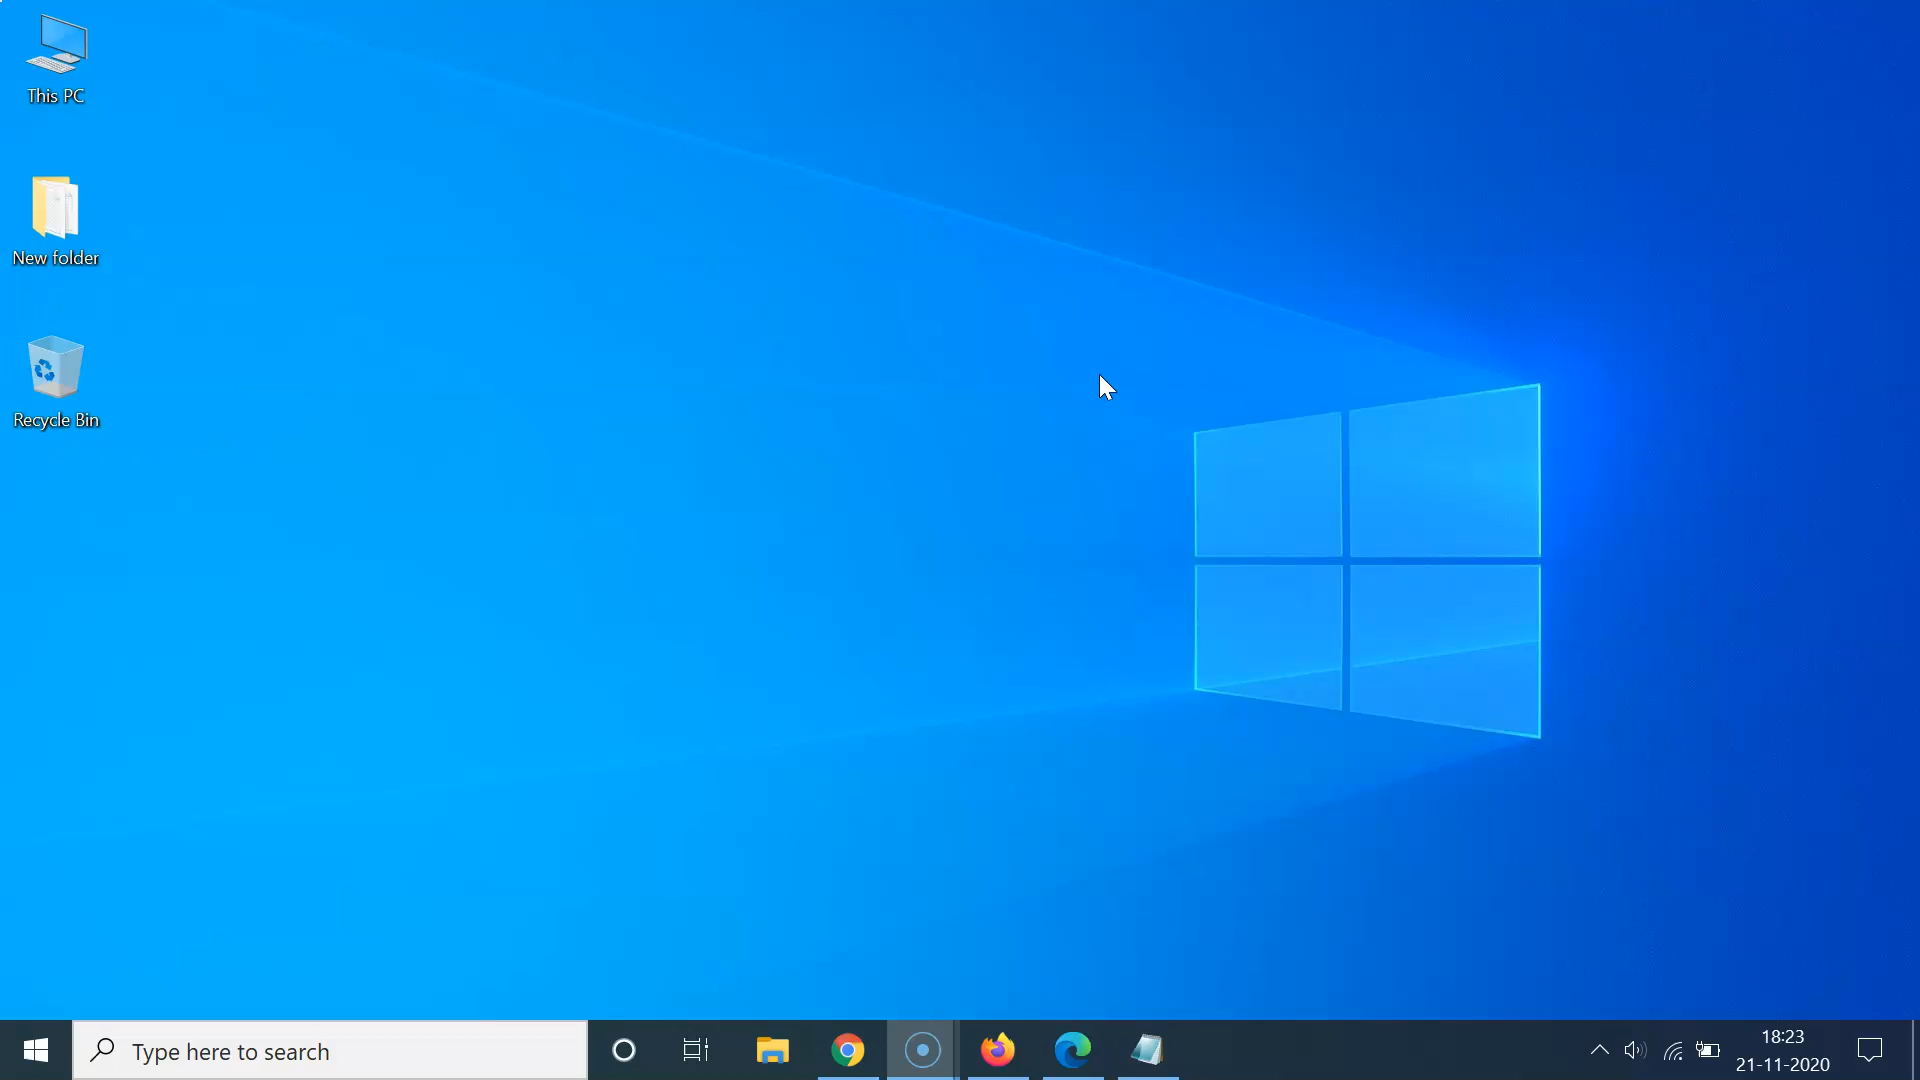 This PC
New folder
Recycle Bin
Type here to search
18:23
21-11-2020